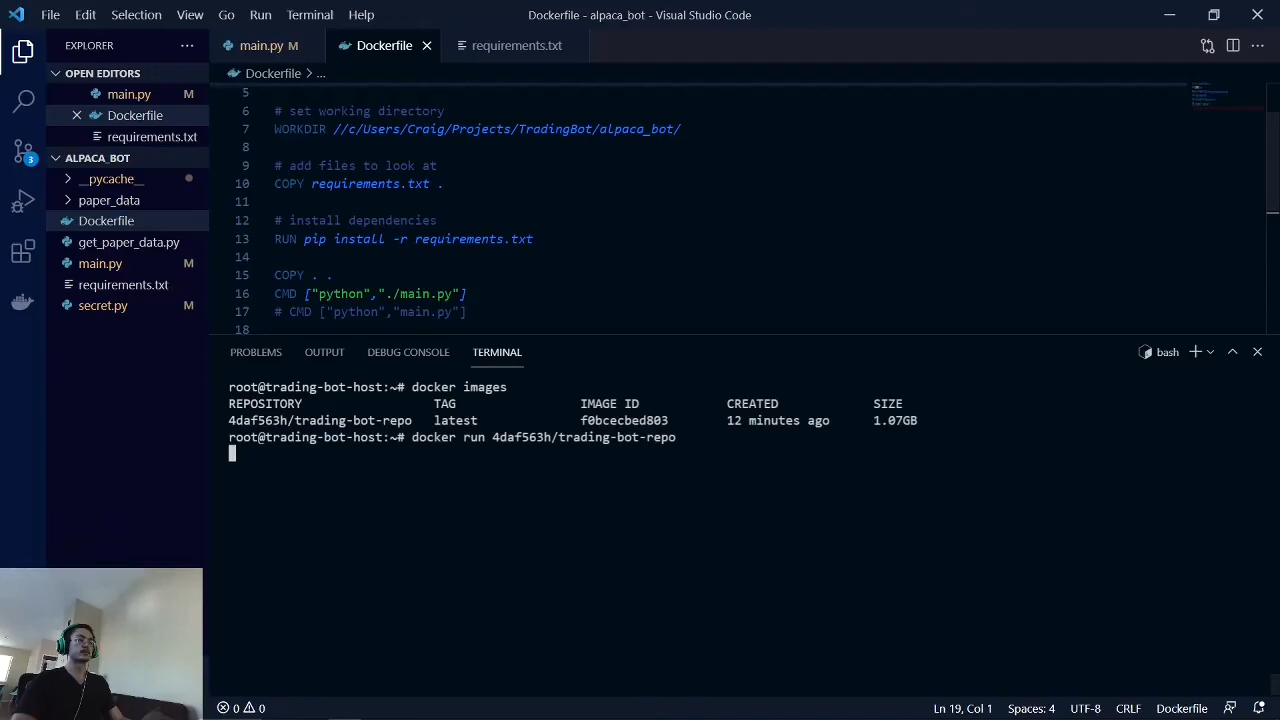 File Edit Selection View Go Run Terminal Help Dockerfile - alpaca_bot - Visual Studio Code
EXPLORER
OPEN EDITORS
main.py M
Dockerfile
requirements.txt
ALPACA_BOT
__pycache__
paper_data
Dockerfile
get_paper_data.py
main.py M
requirements.txt
secret.py M
3
main.py M Dockerfile requirements.txt
Dockerfile > ...
5
6 # set working directory
7 WORKDIR //c/Users/Craig/Projects/TradingBot/alpaca_bot/
8
9 # add files to look at
10 COPY requirements.txt .
11
12 # install dependencies
13 RUN pip install -r requirements.txt
14
15 COPY . .
16 CMD ["python","./main.py"]
17 # CMD ["python","main.py"]
18
PROBLEMS OUTPUT DEBUG CONSOLE TERMINAL bash
root@trading-bot-host:~# docker images
REPOSITORY TAG IMAGE ID CREATED SIZE
4daf563h/trading-bot-repo latest f0bcecbed803 12 minutes ago 1.07GB
root@trading-bot-host:~# docker run 4daf563h/trading-bot-repo
0 0 Ln 19, Col 1 Spaces: 4 UTF-8 CRLF Dockerfile